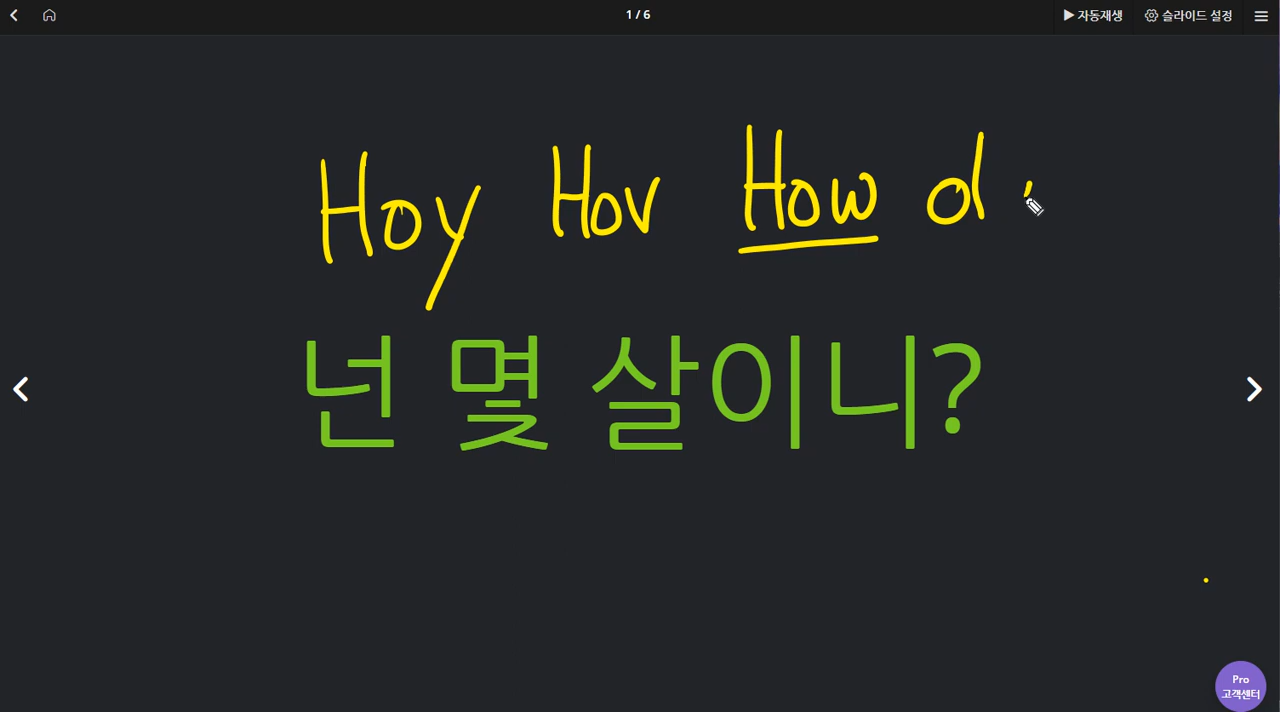 1 / 6 자동재생 슬라이드 설정
Hoy Hov How od
넌 몇 살이니?
Pro
고객센터